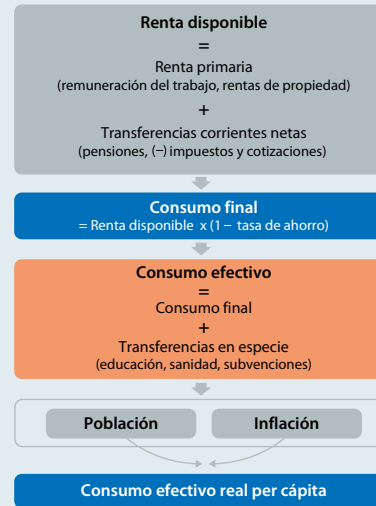 Renta disponible
=
Renta primaria
(remuneración del trabajo, rentas de propiedad)
+
Transferencias corrientes netas
(pensiones, (–) impuestos y cotizaciones)
Consumo final
= Renta disponible x (1 – tasa de ahorro)
Consumo efectivo
=
Consumo final
+
Transferencias en especie
(educación, sanidad, subvenciones)
Población
Inflación
Consumo efectivo real per cápita